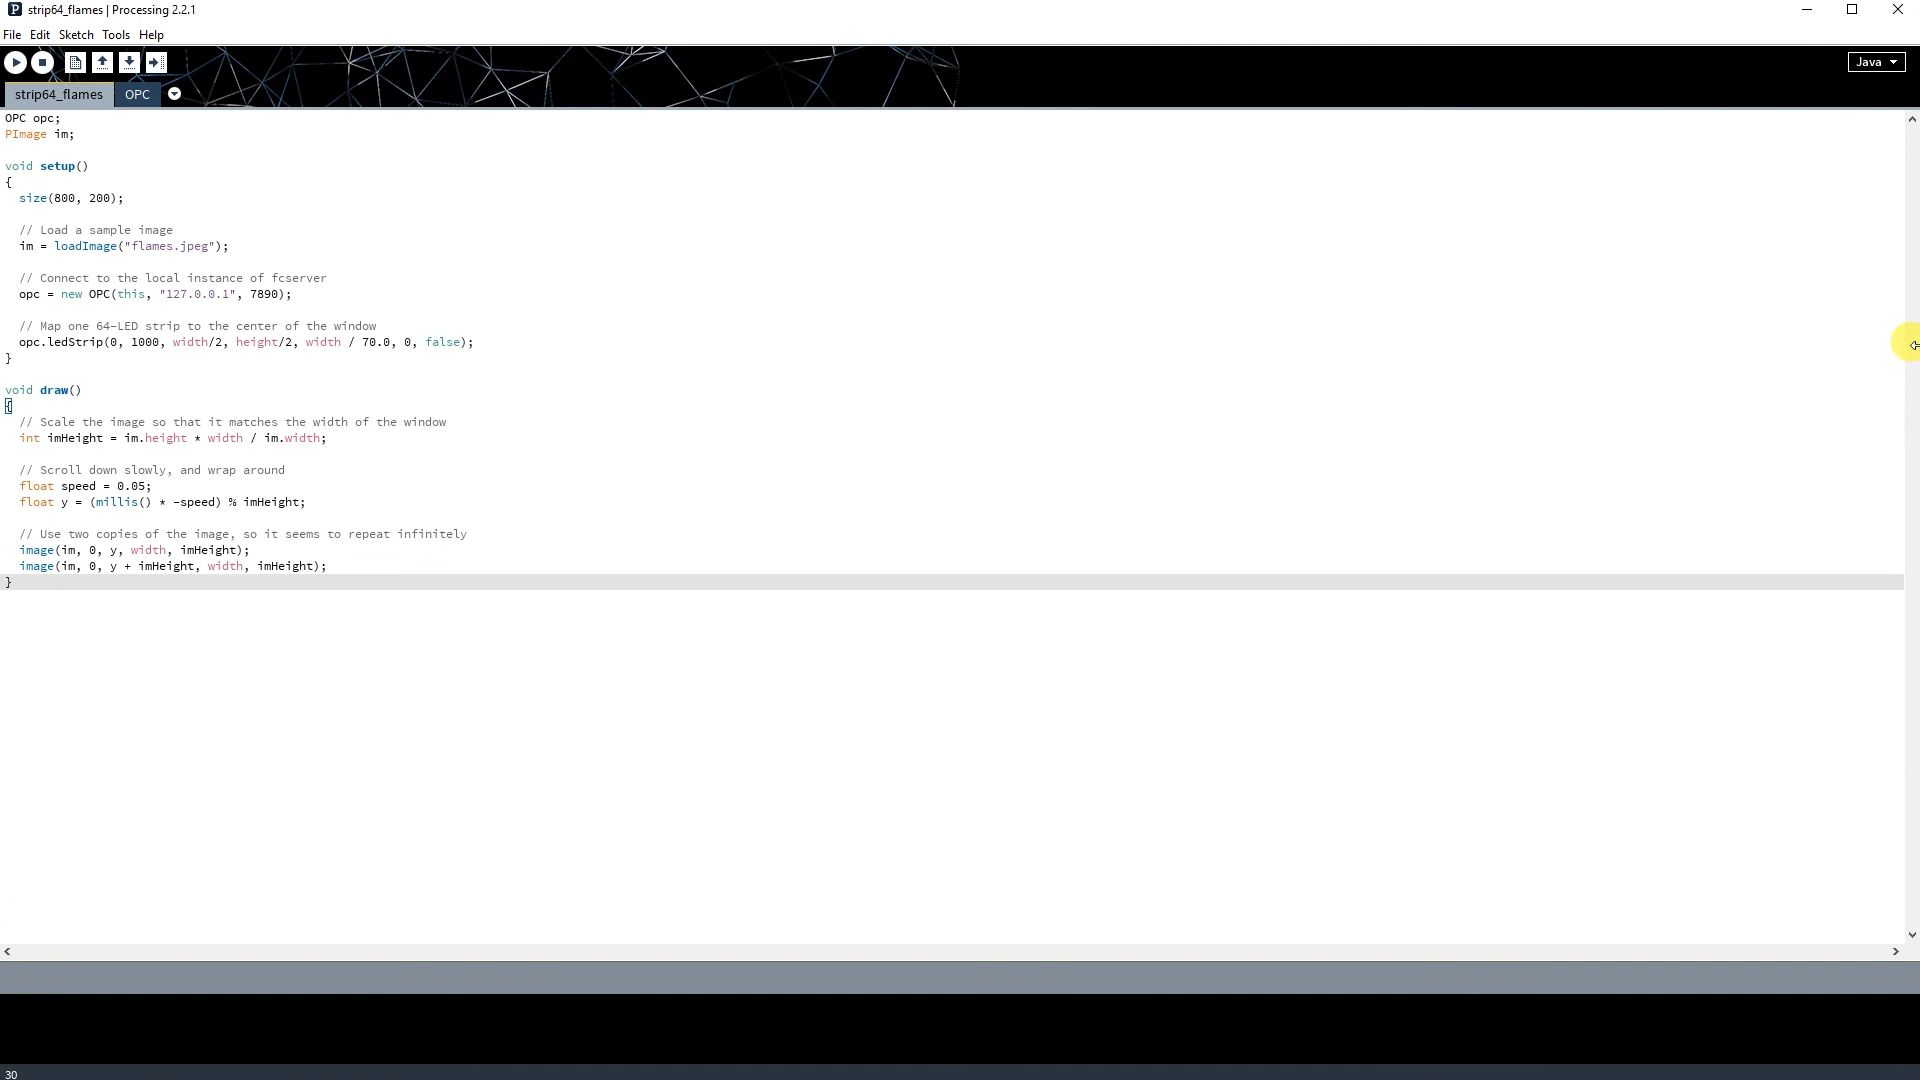 strip64_flames | Processing 2.2.1
File Edit Sketch Tools Help
Java
strip64_flames OPC
OPC opc;
PImage im;
void setup()
{
size(800, 200);
// Load a sample image
im = loadImage("flames.jpeg");
// Connect to the local instance of fcserver
opc = new OPC(this, "127.0.0.1", 7890);
// Map one 64-LED strip to the center of the window
opc.ledStrip(0, 1000, width/2, height/2, width / 70.0, 0, false);
}
void draw()
{
// Scale the image so that it matches the width of the window
int imHeight = im.height * width / im.width;
// Scroll down slowly, and wrap around
float speed = 0.05;
float y = (millis() * -speed) % imHeight;
// Use two copies of the image, so it seems to repeat infinitely
image(im, 0, y, width, imHeight);
image(im, 0, y + imHeight, width, imHeight);
}
30